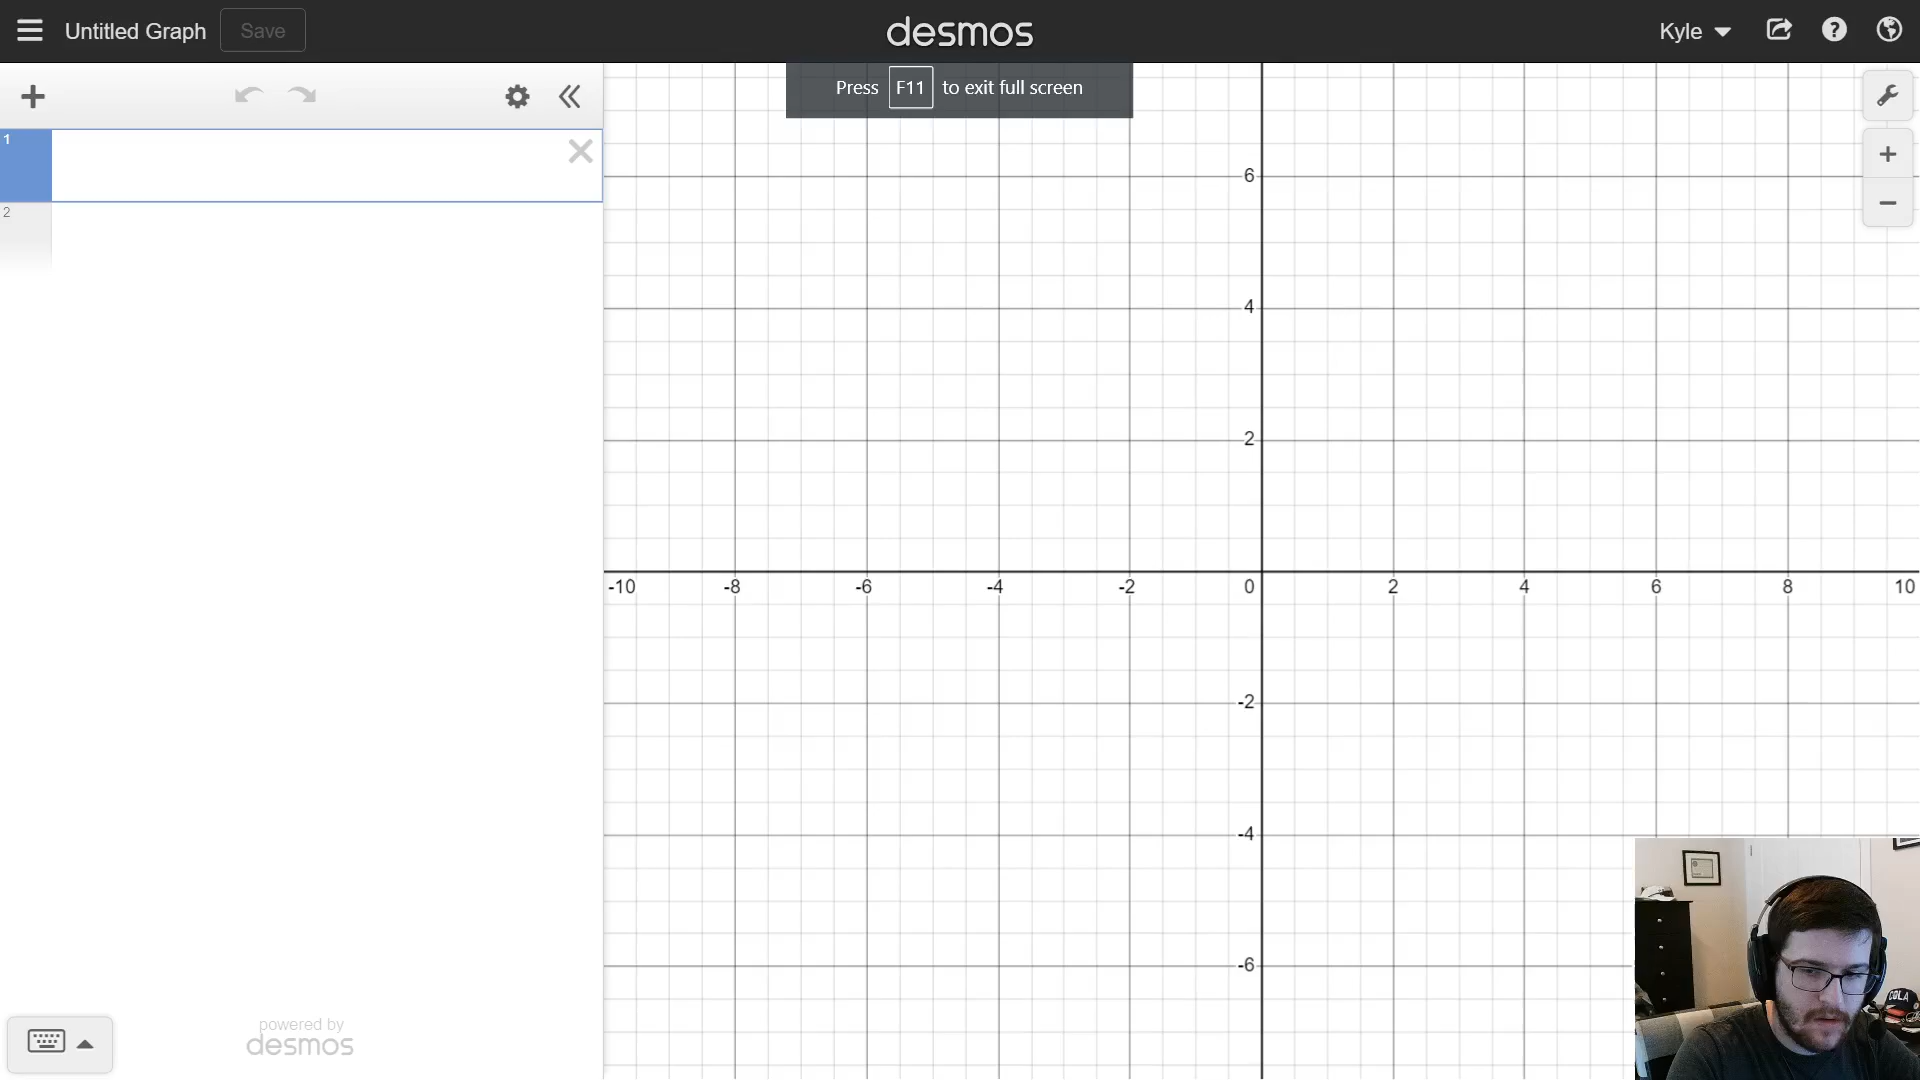 Untitled Graph
Save
desmos
Kyle
Press F11 to exit full screen
1
2
6
4
2
-10 -8 -6 -4 -2 0 2 4 6 8 10
-2
-4
-6
powered by
desmos
COLA